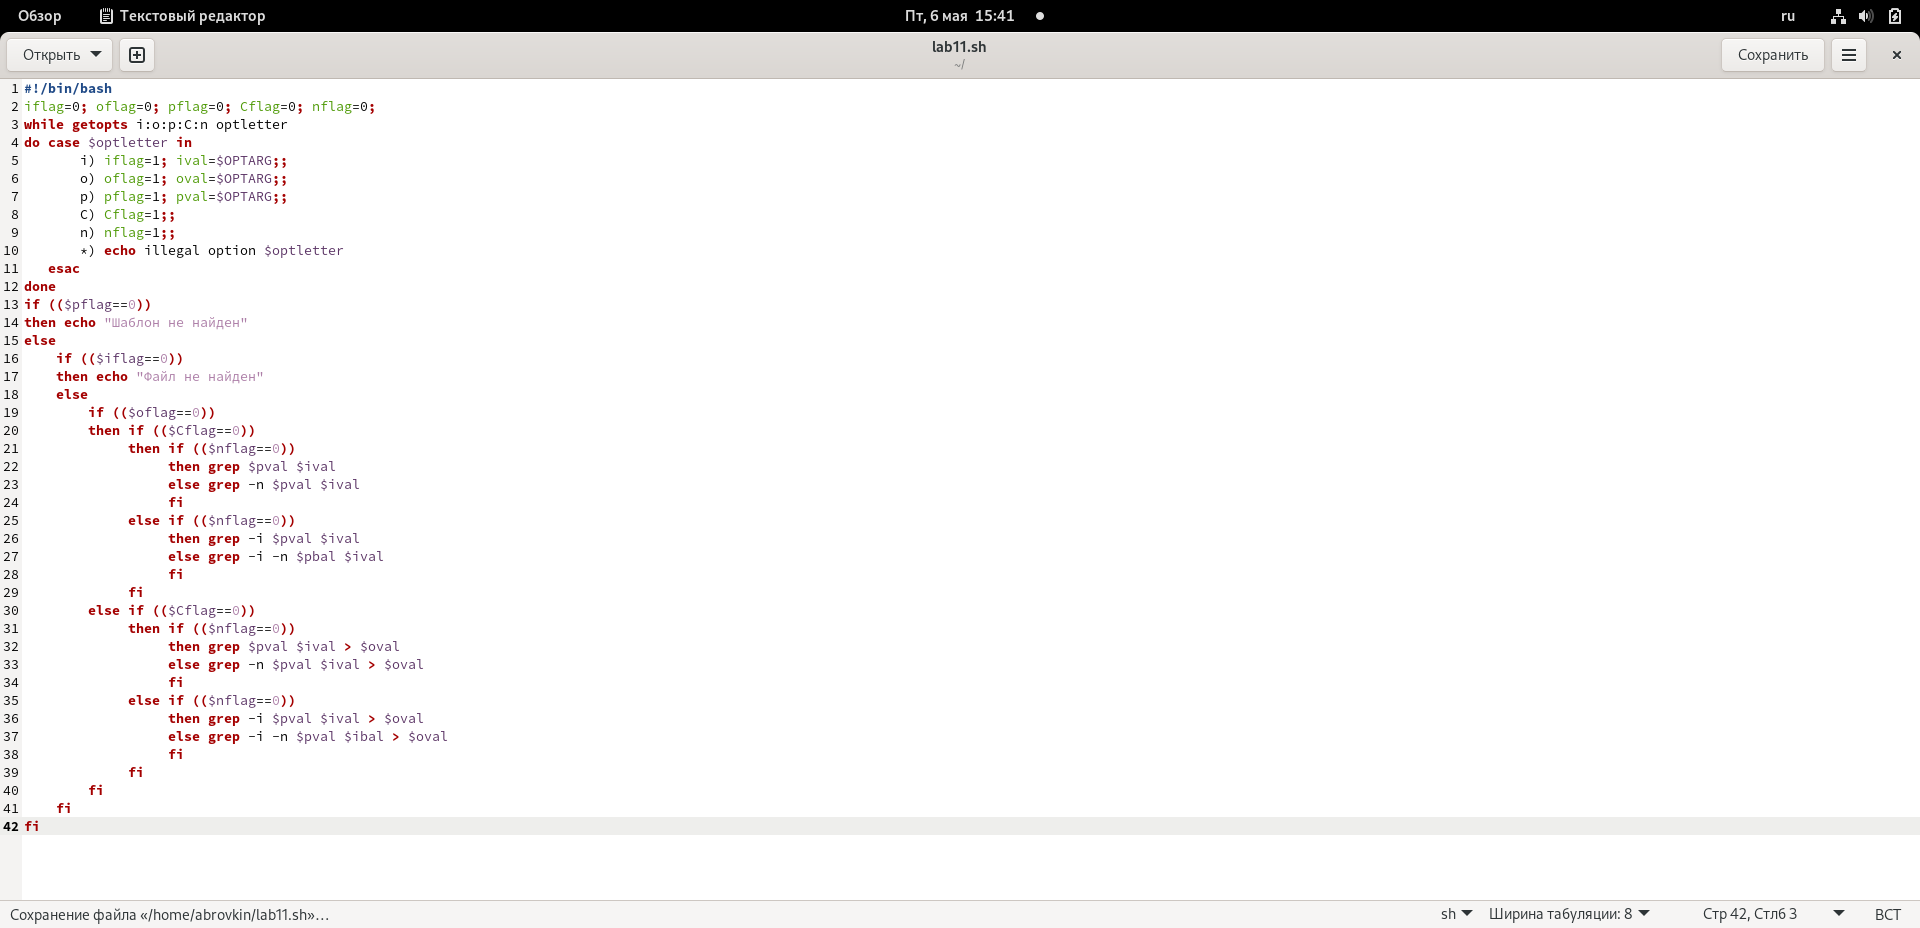 Обзор Текстовый редактор Пт, 6 мая 15:41 ru
Открыть lab11.sh Сохранить
~/
1 #!/bin/bash
2 iflag=0; oflag=0; pflag=0; Cflag=0; nflag=0;
3 while getopts i:o:p:C:n optletter
4 do case $optletter in
5        i) iflag=1; ival=$OPTARG;;
6        o) oflag=1; oval=$OPTARG;;
7        p) pflag=1; pval=$OPTARG;;
8        C) Cflag=1;;
9        n) nflag=1;;
10        *) echo illegal option $optletter
11    esac
12 done
13 if (($pflag==0))
14 then echo "Шаблон не найден"
15 else
16     if (($iflag==0))
17     then echo "Файл не найден"
18     else
19         if (($oflag==0))
20         then if (($Cflag==0))
21              then if (($nflag==0))
22                   then grep $pval $ival
23                   else grep -n $pval $ival
24                   fi
25              else if (($nflag==0))
26                   then grep -i $pval $ival
27                   else grep -i -n $pbal $ival
28                   fi
29              fi
30         else if (($Cflag==0))
31              then if (($nflag==0))
32                   then grep $pval $ival > $oval
33                   else grep -n $pval $ival > $oval
34                   fi
35              else if (($nflag==0))
36                   then grep -i $pval $ival > $oval
37                   else grep -i -n $pval $ibal > $oval
38                   fi
39              fi
40         fi
41     fi
42 fi
Сохранение файла «/home/abrovkin/lab11.sh»… sh Ширина табуляции: 8 Стр 42, Стлб 3 ВСТ